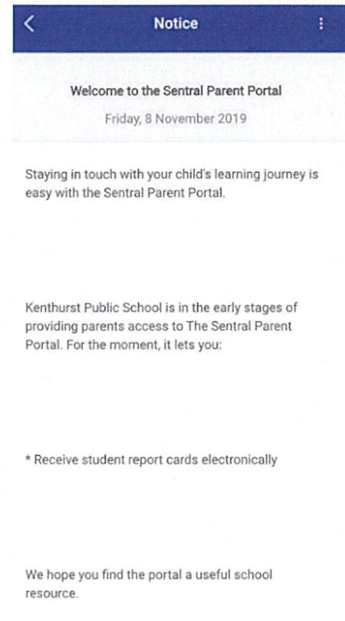 Notice
Welcome to the Sentral Parent Portal
Friday, 8 November 2019
Staying in touch with your child's learning journey is
easy with the Sentral Parent Portal.
Kenthurst Public School is in the early stages of
providing parents access to The Sentral Parent
Portal. For the moment, it lets you:
* Receive student report cards electronically
We hope you find the portal a useful school
resource.